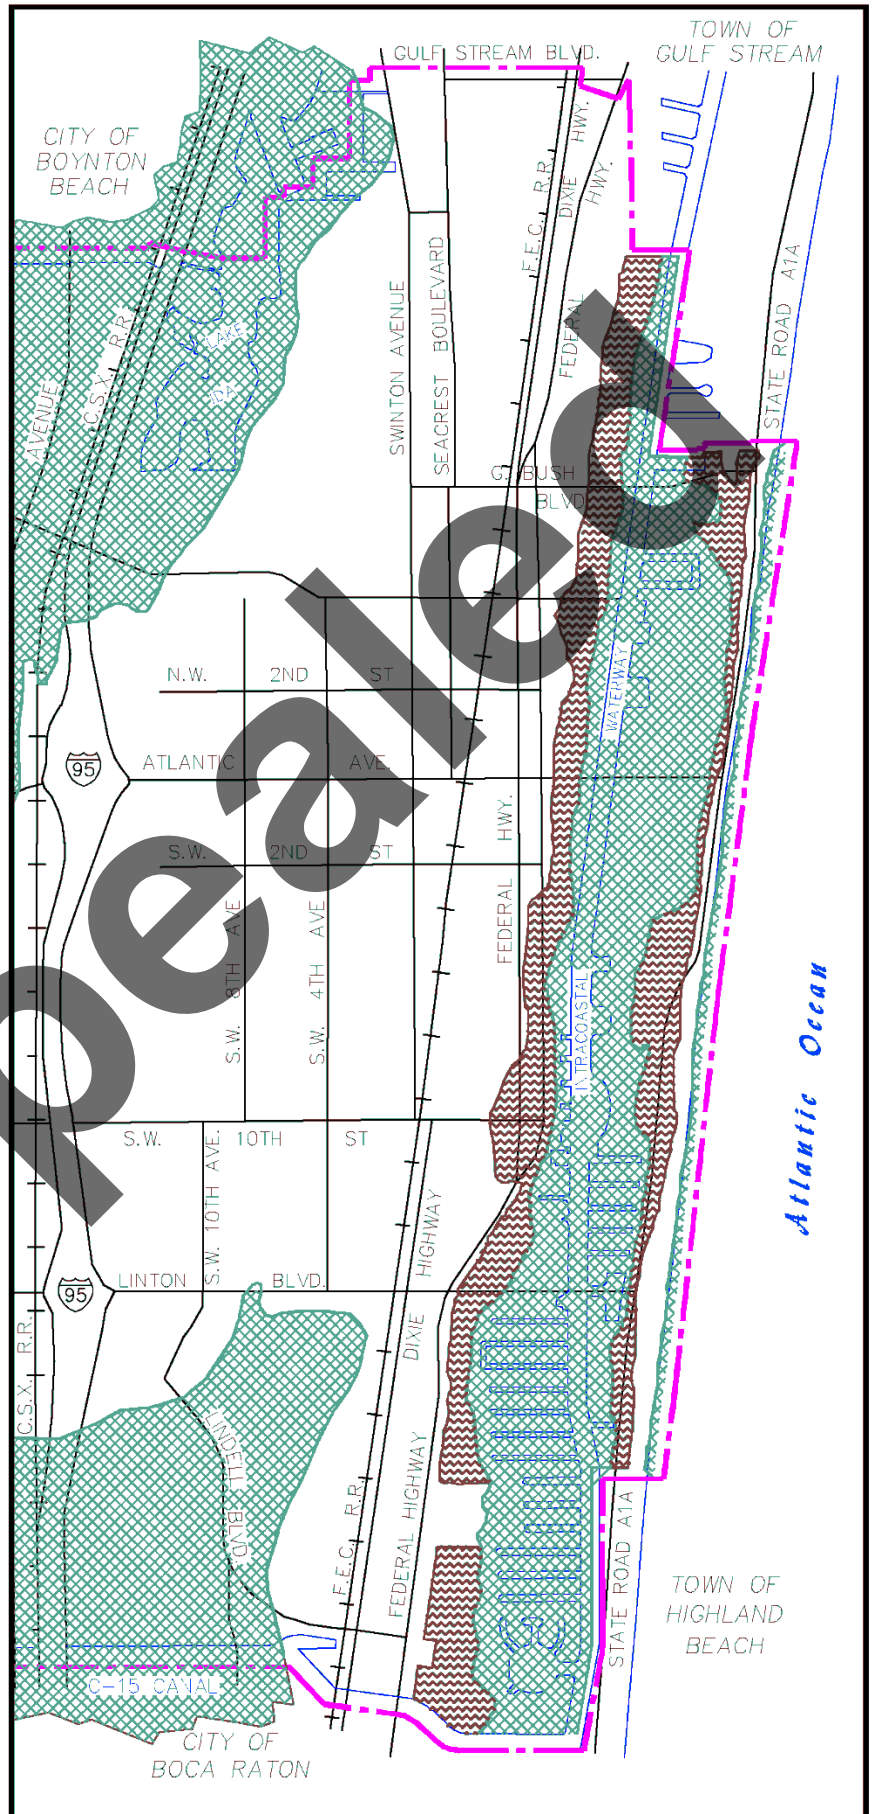 TOWN OF
GULF STREAM
GULF STREAM BLVD.
CITY OF
BOYNTON
BEACH
F.E.C. R.R.
DIXIE HWY.
FEDERAL HWY.
SWINTON AVENUE
SEACREST BOULEVARD
STATE ROAD A1A
LAKE
IDA
C.S.X. R.R.
AVENUE
G. BUSH
BLVD
N.W. 2ND ST
WATERWAY
95
ATLANTIC AVE.
S.W. 2ND ST
FEDERAL HWY.
S.W. 8TH AVE
S.W. 4TH AVE
INTRACOASTAL
Atlantic Ocean
pealed
S.W. 10TH ST
S.W. 10TH AVE.
DIXIE HIGHWAY
95
LINTON BLVD.
C.S.X. R.R.
LINDELL BLVD
F.E.C. R.R.
FEDERAL HIGHWAY
STATE ROAD A1A
TOWN OF
HIGHLAND
BEACH
C-15 CANAL
CITY OF
BOCA RATON